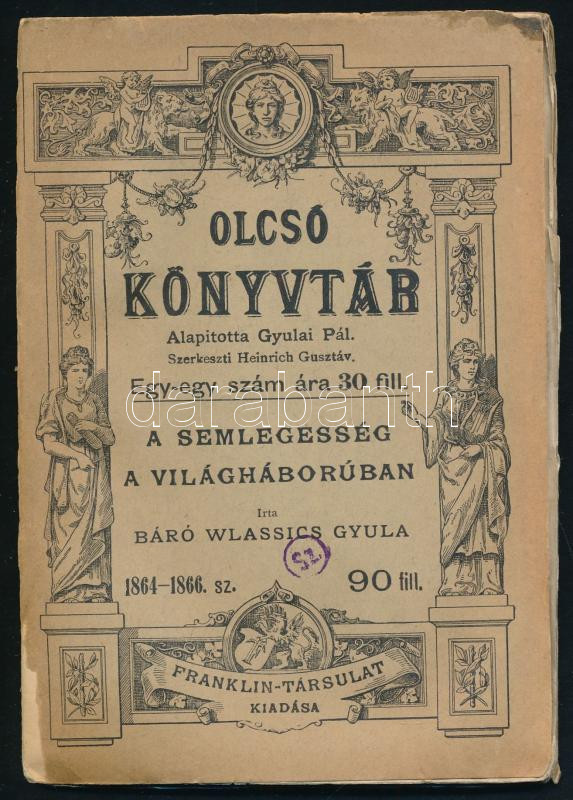 OLCSÓ
KÖNYVTÁR
Alapitotta Gyulai Pál.
Szerkeszti Heinrich Gusztáv.
Egy-egy szám ára 30 fill.
darabanth
A SEMLEGESSÉG
A VILÁGHÁBORÚBAN
Irta
BÁRÓ WLASSICS GYULA
1864—1866. sz. 90 fill.
FRANKLIN-TÁRSULAT
KIADÁSA